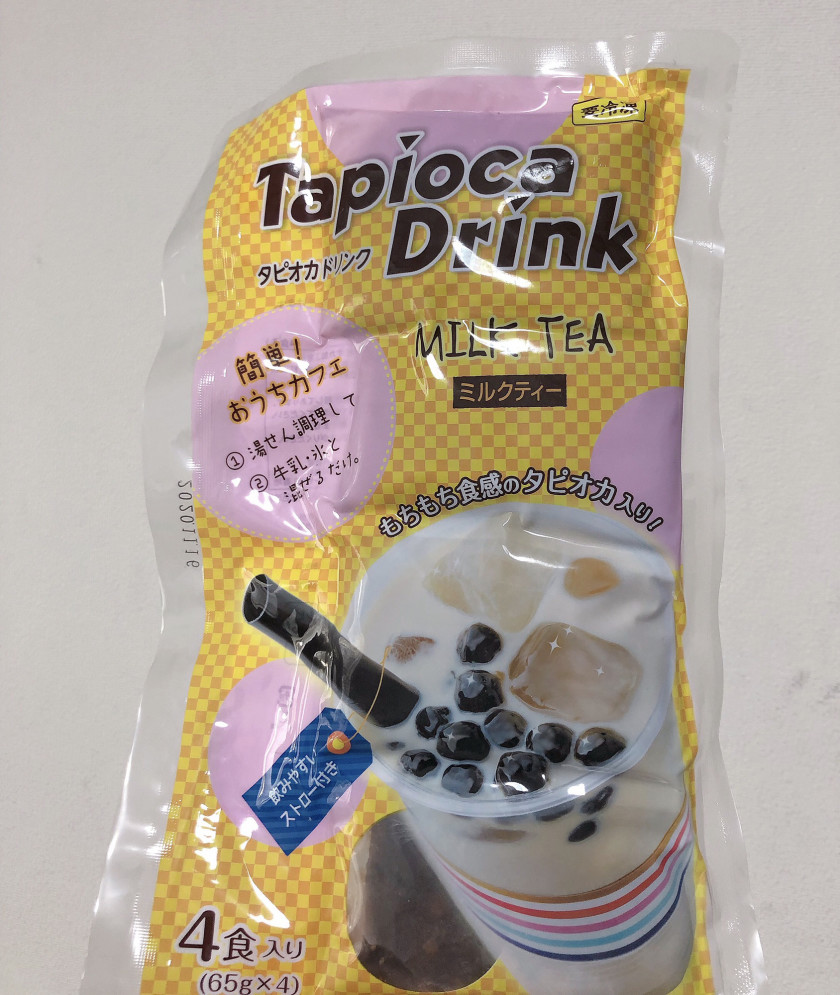 要冷凍
Tapioca
Drink
タピオカドリンク
MILK TEA
ミルクティー
簡単！
おうちカフェ
① 湯せん調理して
② 牛乳・氷と
混ぜるだけ。
もちもち食感のタピオカ入り！
20201116
飲みやすい
ストロー付き
4食入り
(65g×4)